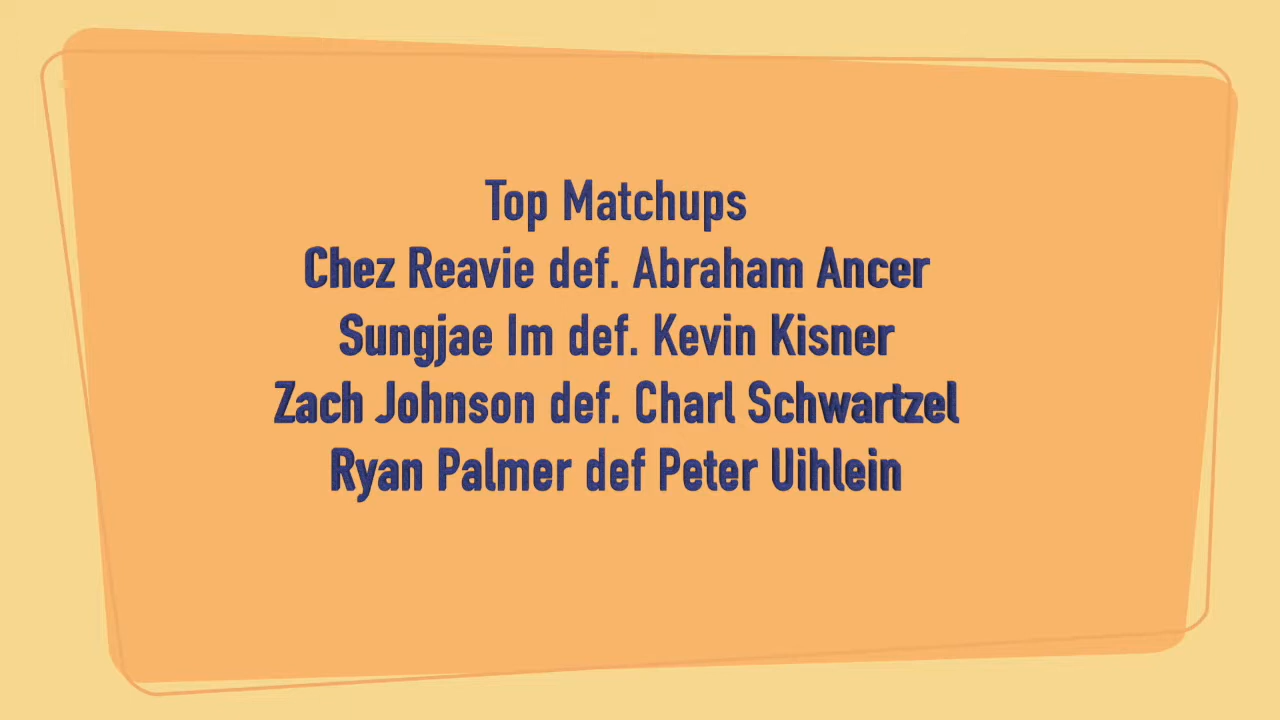 Top Matchups
Chez Reavie def. Abraham Ancer
Sungjae Im def. Kevin Kisner
Zach Johnson def. Charl Schwartzel
Ryan Palmer def Peter Uihlein